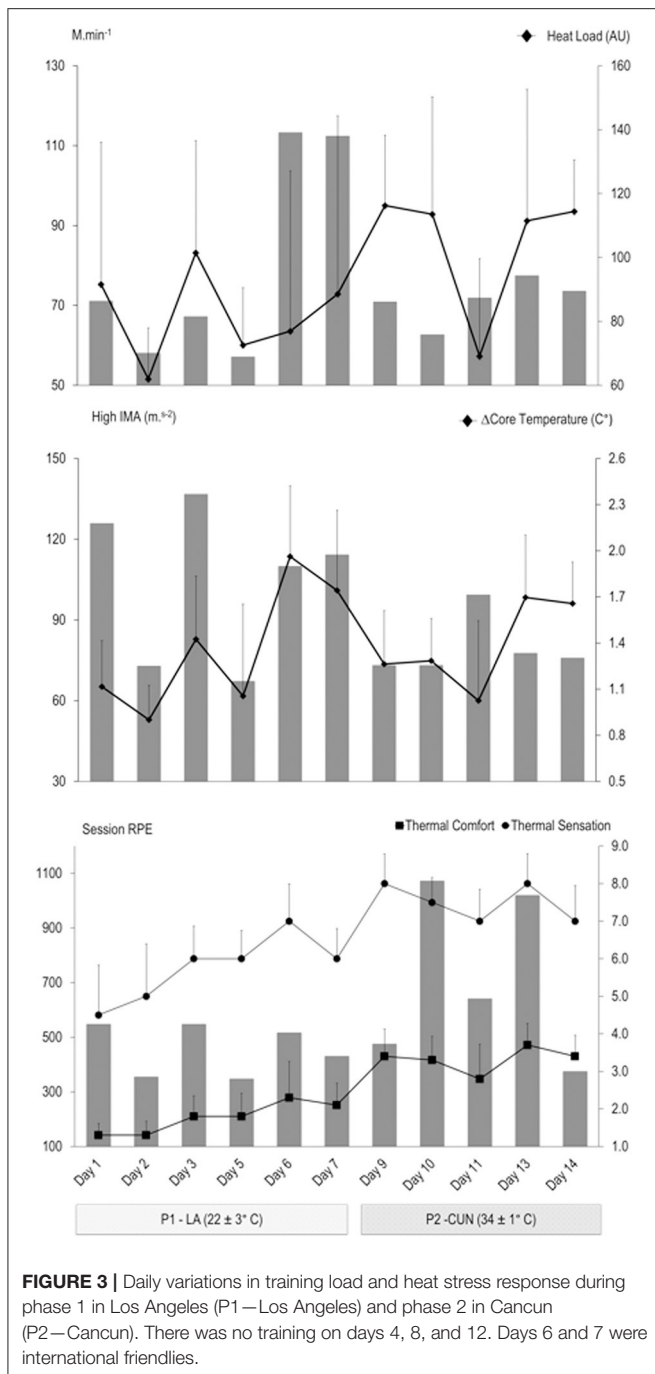 M.min-1
Heat Load (AU)
130
110
90
70
50
160
140
120
100
80
60
High IMA (m.s-2)
ΔCore Temperature (C°)
150
120
90
60
30
2.6
2.3
2.0
1.7
1.4
1.1
0.8
0.5
Session RPE
Thermal Comfort
Thermal Sensation
1100
900
700
500
300
100
9.0
8.0
7.0
6.0
5.0
4.0
3.0
2.0
1.0
Day 1
Day 2
Day 3
Day 5
Day 6
Day 7
Day 9
Day 10
Day 11
Day 13
Day 14
P1 - LA (22 ± 3° C)
P2 -CUN (34 ± 1° C)
FIGURE 3 | Daily variations in training load and heat stress response during
phase 1 in Los Angeles (P1—Los Angeles) and phase 2 in Cancun
(P2—Cancun). There was no training on days 4, 8, and 12. Days 6 and 7 were
international friendlies.